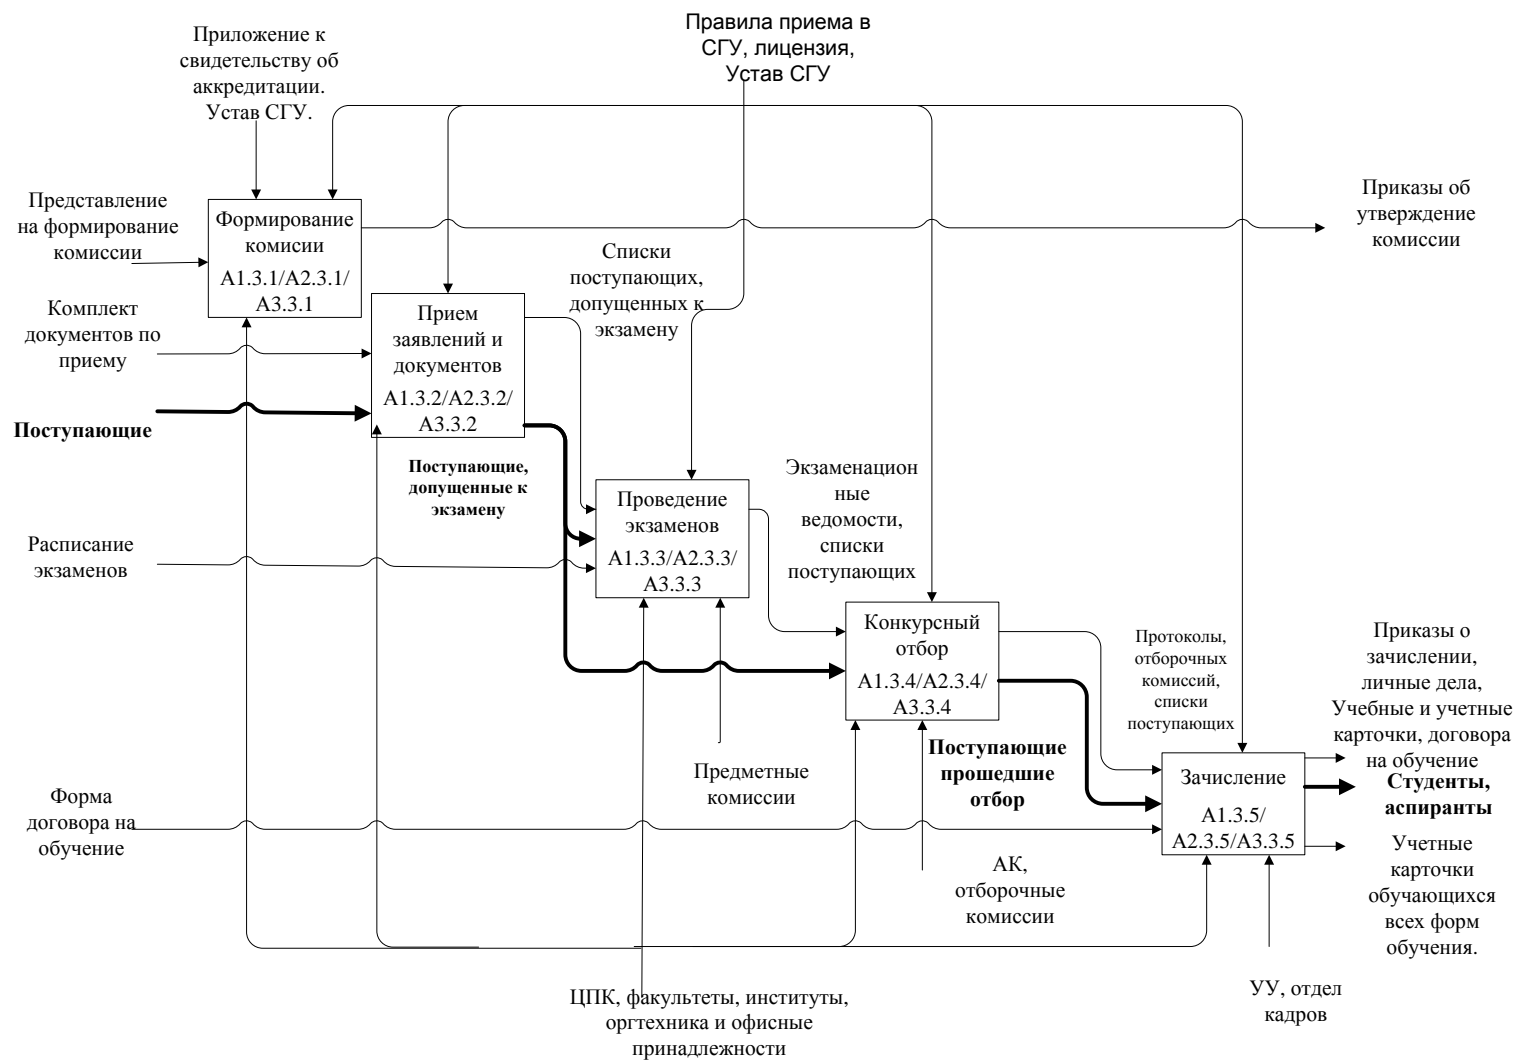 Правила приема в
СГУ, лицензия,
Устав СГУ
Приложение к
свидетельству об
аккредитации.
Устав СГУ.
Представление
на формирование
комиссии
Формирование
комисии
А1.3.1/А2.3.1/
А3.3.1
Приказы об
утверждение
комиссии
Списки
поступающих,
допущенных к
экзамену
Комплект
документов по
приему
Прием
заявлений и
документов
А1.3.2/А2.3.2/
А3.3.2
Поступающие
Поступающие,
допущенные к
экзамену
Проведение
экзаменов
А1.3.3/А2.3.3/
А3.3.3
Экзаменацион
ные
ведомости,
списки
поступающих
Расписание
экзаменов
Конкурсный
отбор
А1.3.4/А2.3.4/
А3.3.4
Протоколы,
отборочных
комиссий,
списки
поступающих
Приказы о
зачислении,
личные дела,
Учебные и учетные
карточки, договора
на обучение
Предметные
комиссии
Поступающие
прошедшие
отбор
Зачисление
А1.3.5/
А2.3.5/А3.3.5
Студенты,
аспиранты
Форма
договора на
обучение
Учетные
карточки
обучающихся
всех форм
обучения.
АК,
отборочные
комиссии
ЦПК, факультеты, институты,
оргтехника и офисные
принадлежности
УУ, отдел
кадров